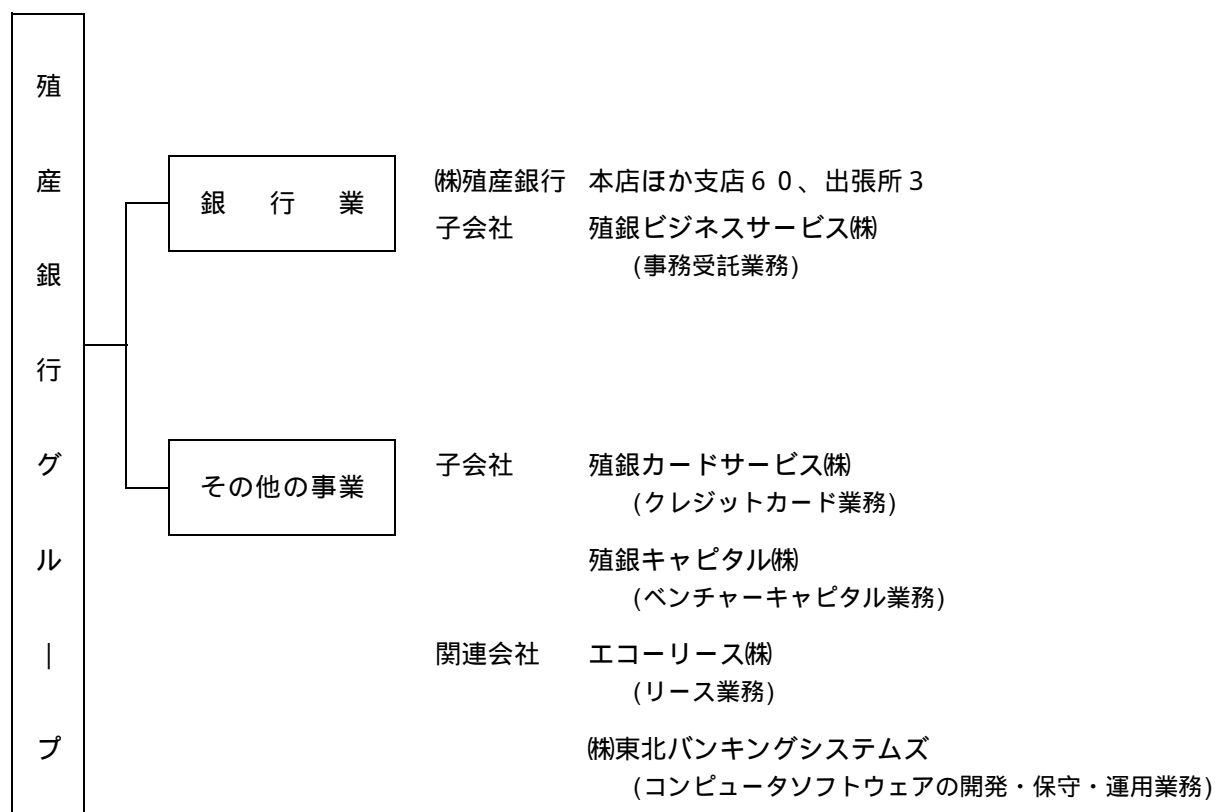 殖産銀行グループ
銀行業
㈱殖産銀行 本店ほか支店60、出張所3
子会社 殖銀ビジネスサービス㈱
(事務受託業務)
その他の事業
子会社 殖銀カードサービス㈱
(クレジットカード業務)
殖銀キャピタル㈱
(ベンチャーキャピタル業務)
関連会社 エコーリース㈱
(リース業務)
㈱東北バンキングシステムズ
(コンピュータソフトウェアの開発・保守・運用業務)